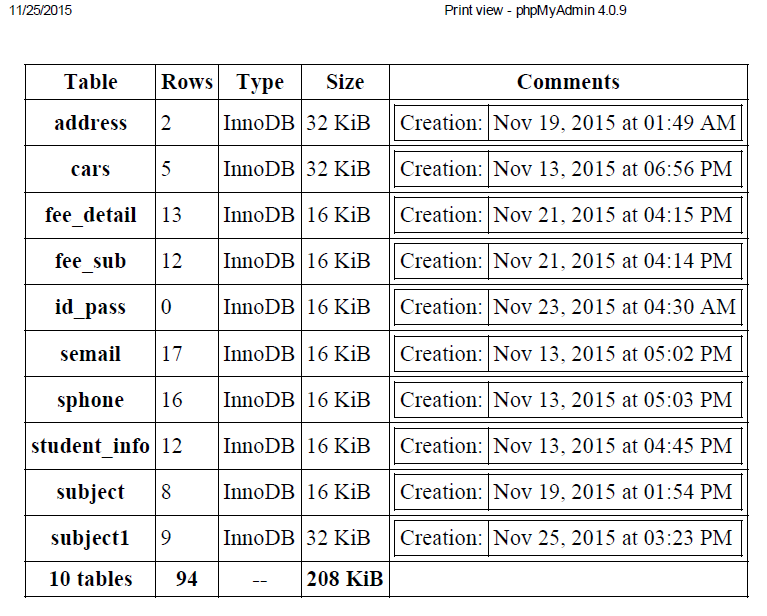 11/25/2015 Print view - phpMyAdmin 4.0.9
Table Rows Type Size Comments
address 2 InnoDB 32 KiB Creation: Nov 19, 2015 at 01:49 AM
cars 5 InnoDB 32 KiB Creation: Nov 13, 2015 at 06:56 PM
fee_detail 13 InnoDB 16 KiB Creation: Nov 21, 2015 at 04:15 PM
fee_sub 12 InnoDB 16 KiB Creation: Nov 21, 2015 at 04:14 PM
id_pass 0 InnoDB 16 KiB Creation: Nov 23, 2015 at 04:30 AM
semail 17 InnoDB 16 KiB Creation: Nov 13, 2015 at 05:02 PM
sphone 16 InnoDB 16 KiB Creation: Nov 13, 2015 at 05:03 PM
student_info 12 InnoDB 16 KiB Creation: Nov 13, 2015 at 04:45 PM
subject 8 InnoDB 16 KiB Creation: Nov 19, 2015 at 01:54 PM
subject1 9 InnoDB 32 KiB Creation: Nov 25, 2015 at 03:23 PM
10 tables 94 -- 208 KiB